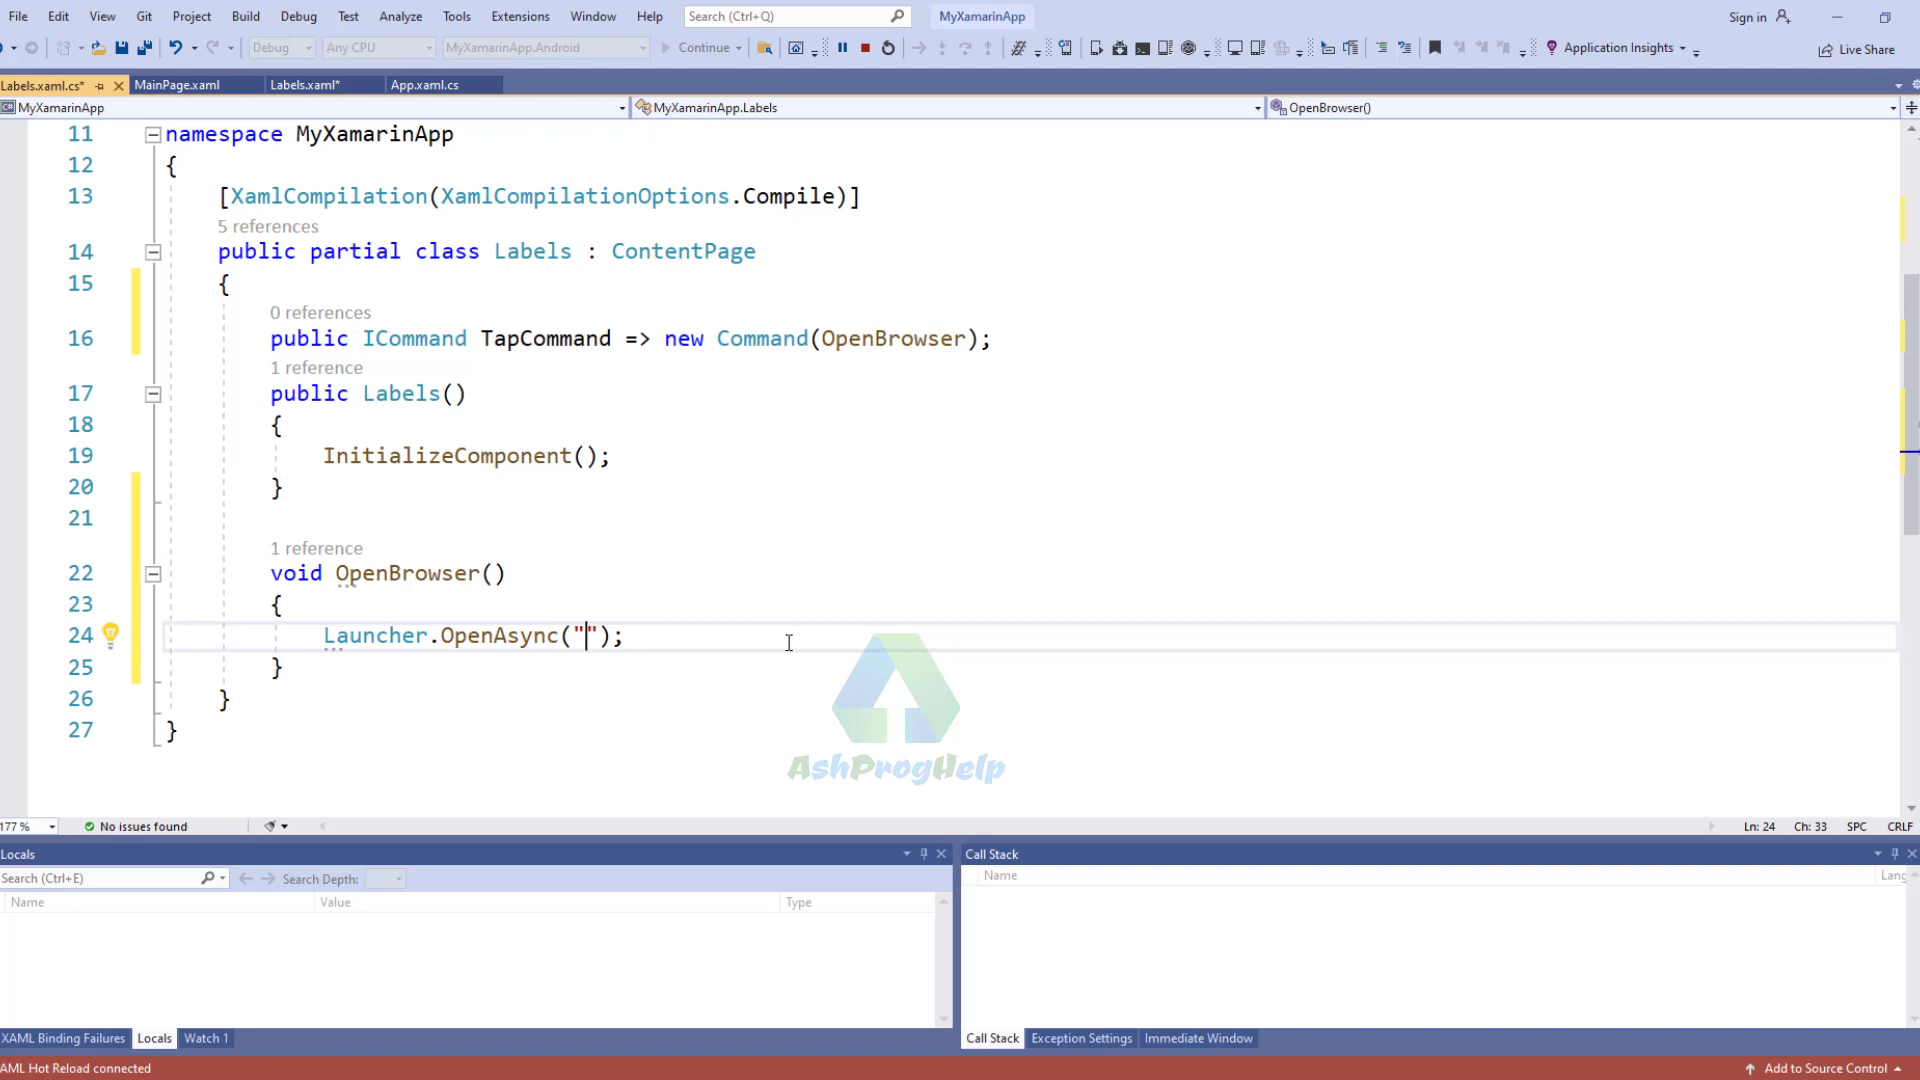 File Edit View Git Project Build Debug Test Analyze Tools Extensions Window Help Search (Ctrl+Q) MyXamarinApp Sign in
Debug Any CPU MyXamarinApp.Android Continue Application Insights Live Share
Labels.xaml.cs* MainPage.xaml Labels.xaml* App.xaml.cs
MyXamarinApp MyXamarinApp.Labels OpenBrowser()
11 namespace MyXamarinApp
12 {
13 [XamlCompilation(XamlCompilationOptions.Compile)]
5 references
14 public partial class Labels : ContentPage
15 {
0 references
16 public ICommand TapCommand => new Command(OpenBrowser);
1 reference
17 public Labels()
18 {
19 InitializeComponent();
20 }
21
1 reference
22 void OpenBrowser()
23 {
24 Launcher.OpenAsync("");
25 }
26 }
27 }
AshProgHelp
177 % No issues found Ln: 24 Ch: 33 SPC CRLF
Locals Call Stack
Search (Ctrl+E) Search Depth: Name Lang
Name Value Type
XAML Binding Failures Locals Watch 1 Call Stack Exception Settings Immediate Window
AML Hot Reload connected Add to Source Control